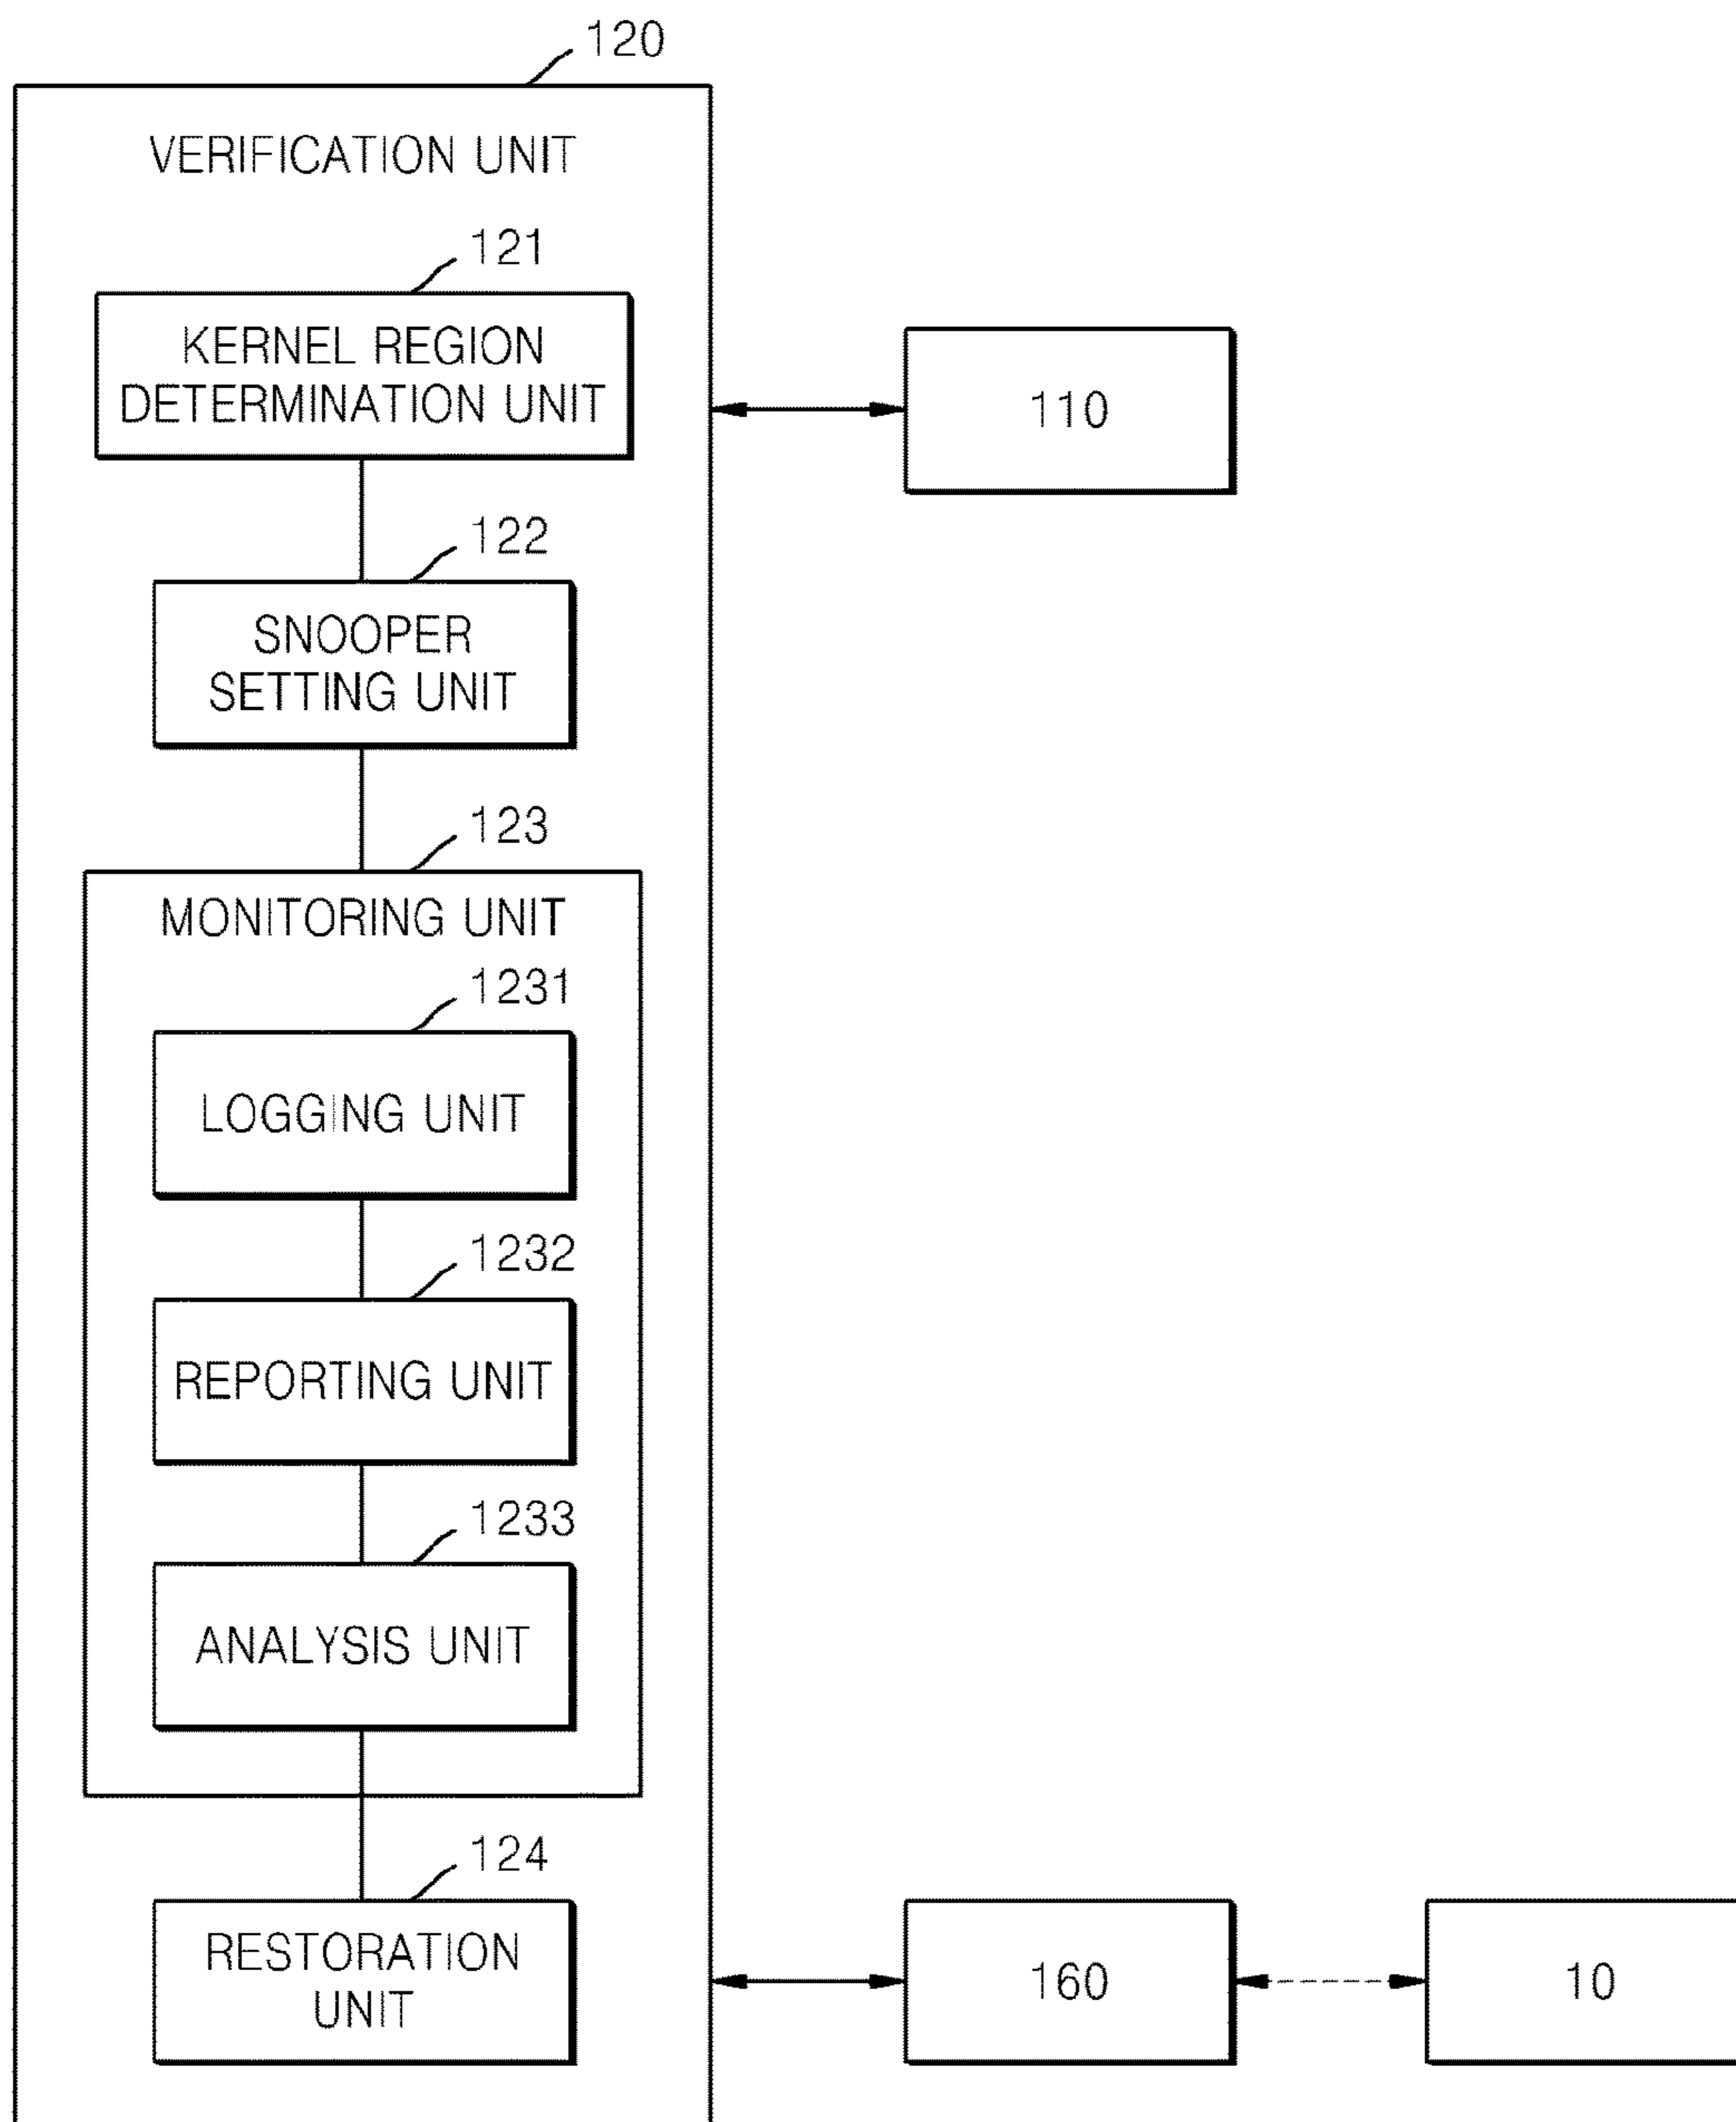 120
VERIFICATION UNIT
121
KERNEL REGION
DETERMINATION UNIT
110
122
SNOOPER
SETTING UNIT
123
MONITORING UNIT
1231
LOGGING UNIT
1232
REPORTING UNIT
1233
ANALYSIS UNIT
124
RESTORATION
UNIT
160
10